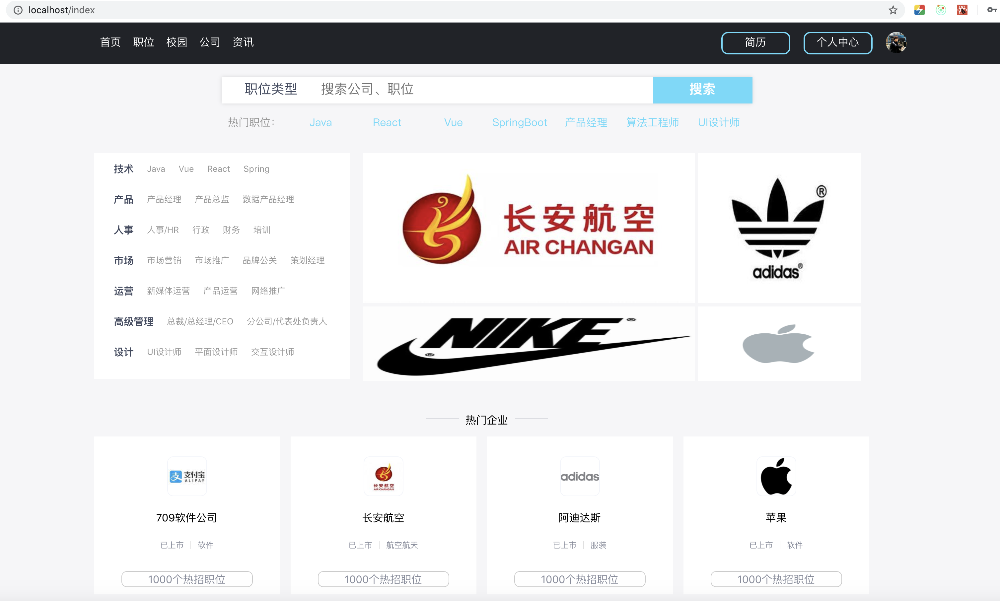 localhost/index
首页 职位 校园 公司 资讯 简历 个人中心
职位类型 搜索公司、职位 搜索
热门职位： Java React Vue SpringBoot 产品经理 算法工程师 UI设计师
技术 Java Vue React Spring
产品 产品经理 产品总监 数据产品经理
人事 人事/HR 行政 财务 培训
市场 市场营销 市场推广 品牌公关 策划经理
运营 新媒体运营 产品运营 网络推广
高级管理 总裁/总经理/CEO 分公司/代表处负责人
设计 UI设计师 平面设计师 交互设计师
长安航空
AIR CHANGAN
®
adidas®
NIKE®
®
热门企业
支付宝
ALIPAY
709软件公司
已上市 软件
1000个热招职位
长安航空
AIR CHANGAN
长安航空
已上市 航空航天
1000个热招职位
adidas
阿迪达斯
已上市 服装
1000个热招职位
苹果
已上市 软件
1000个热招职位